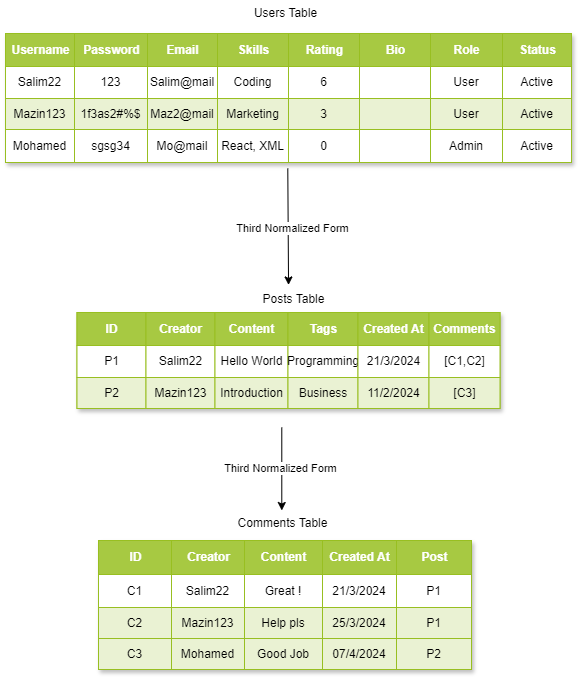 Users Table
Username Password Email Skills Rating Bio Role Status
Salim22 123 Salim@mail Coding 6 User Active
Mazin123 1f3as2#%$ Maz2@mail Marketing 3 User Active
Mohamed sgsg34 Mo@mail React, XML 0 Admin Active
Third Normalized Form
Posts Table
ID Creator Content Tags Created At Comments
P1 Salim22 Hello World Programming 21/3/2024 [C1,C2]
P2 Mazin123 Introduction Business 11/2/2024 [C3]
Third Normalized Form
Comments Table
ID Creator Content Created At Post
C1 Salim22 Great ! 21/3/2024 P1
C2 Mazin123 Help pls 25/3/2024 P1
C3 Mohamed Good Job 07/4/2024 P2